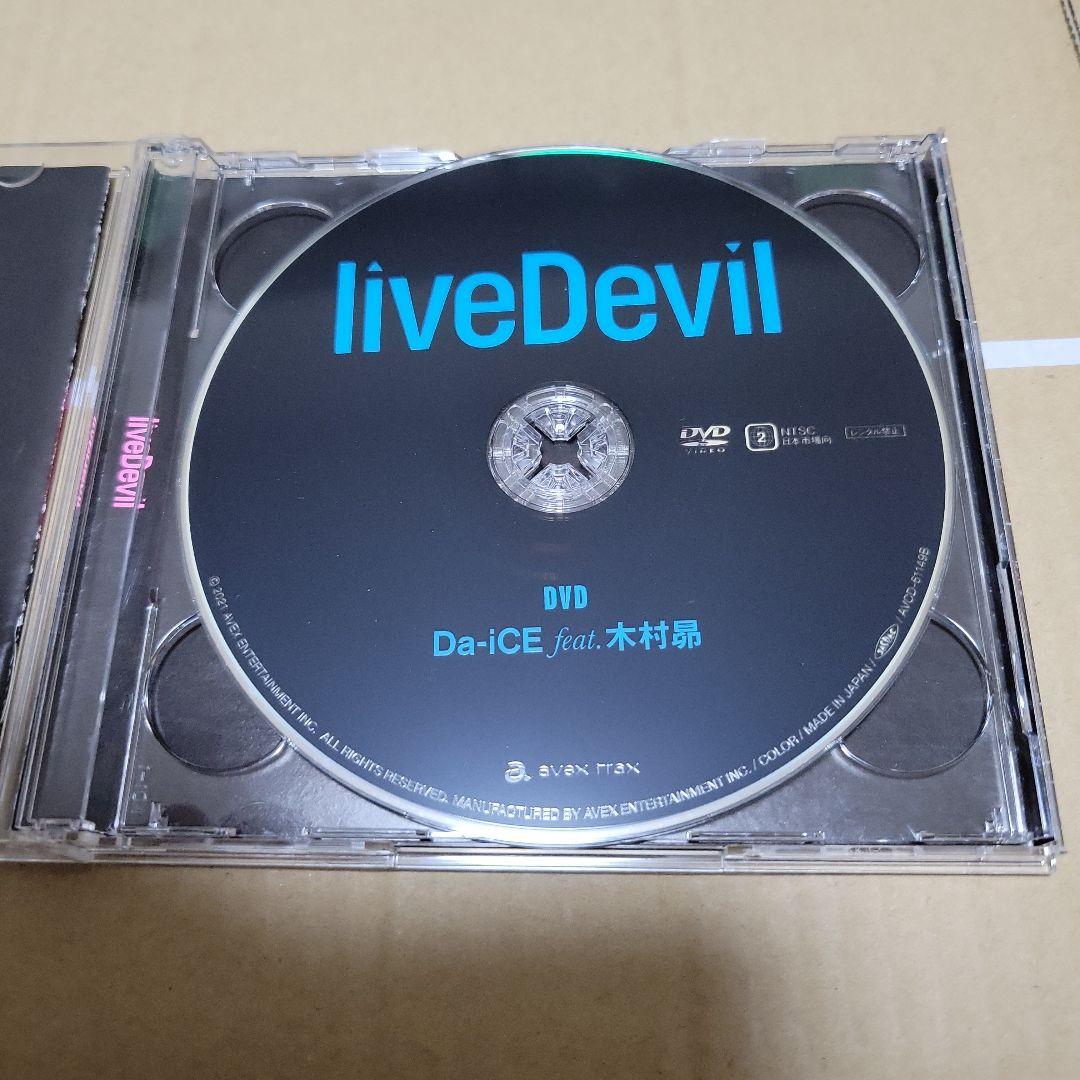 liveDevil
DVD VIDEO
2 NTSC 日本市場向
レンタル禁止
DVD
Da-iCE feat.木村昴
avex trax
© 2021 AVEX ENTERTAINMENT INC. ALL RIGHTS RESERVED. MANUFACTURED BY AVEX ENTERTAINMENT INC. / COLOR / MADE IN JAPAN / / AVCD-61149B
liveDevil